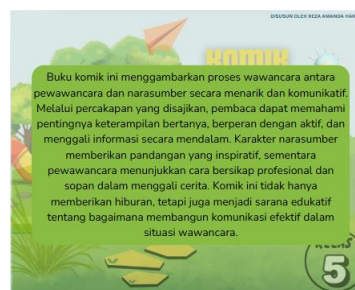 DISUSUN OLEH REZA AMANDA HAR
KOMIK
Buku komik ini menggambarkan proses wawancara antara
pewawancara dan narasumber secara menarik dan komunikatif.
Melalui percakapan yang disajikan, pembaca dapat memahami
pentingnya keterampilan bertanya, berperan dengan aktif, dan
menggali informasi secara mendalam. Karakter narasumber
memberikan pandangan yang inspiratif, sementara
pewawancara menunjukkan cara bersikap profesional dan
sopan dalam menggali cerita. Komik ini tidak hanya
memberikan hiburan, tetapi juga menjadi sarana edukatif
tentang bagaimana membangun komunikasi efektif dalam
situasi wawancara.
KELAS
5